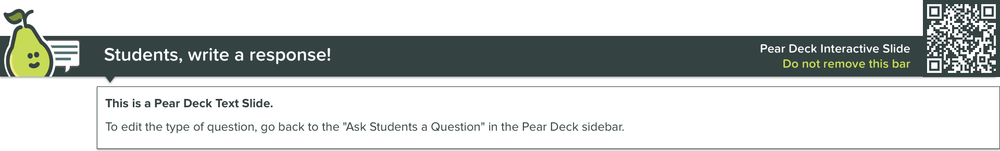 Students, write a response!
Pear Deck Interactive Slide
Do not remove this bar
This is a Pear Deck Text Slide.
To edit the type of question, go back to the "Ask Students a Question" in the Pear Deck sidebar.